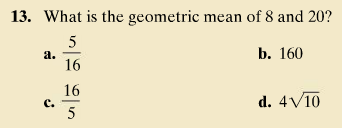 13. What is the geometric mean of 8 and 20?
a. 5/16
b. 160
c. 16/5
d. 4√10